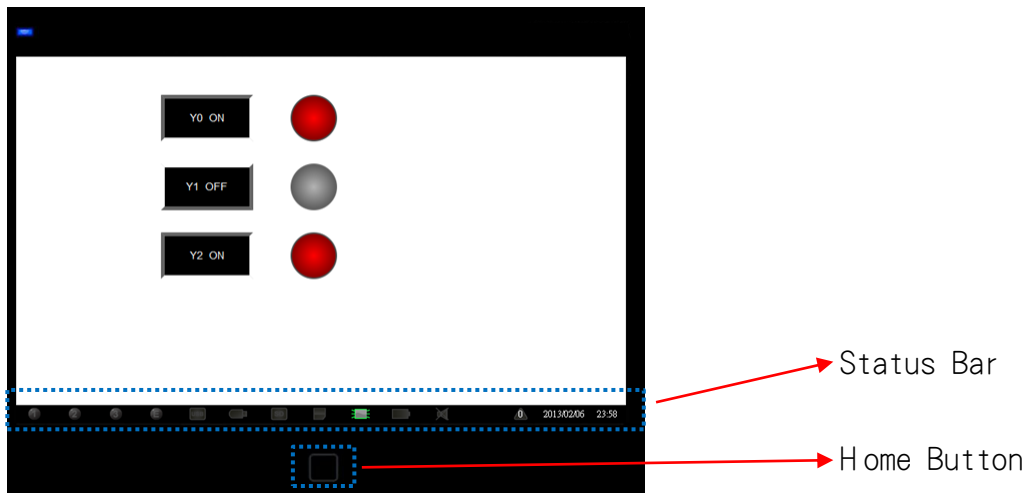 Y0 ON
Y1 OFF
Y2 ON
Status Bar
0 2013/02/06 23:58
Home Button